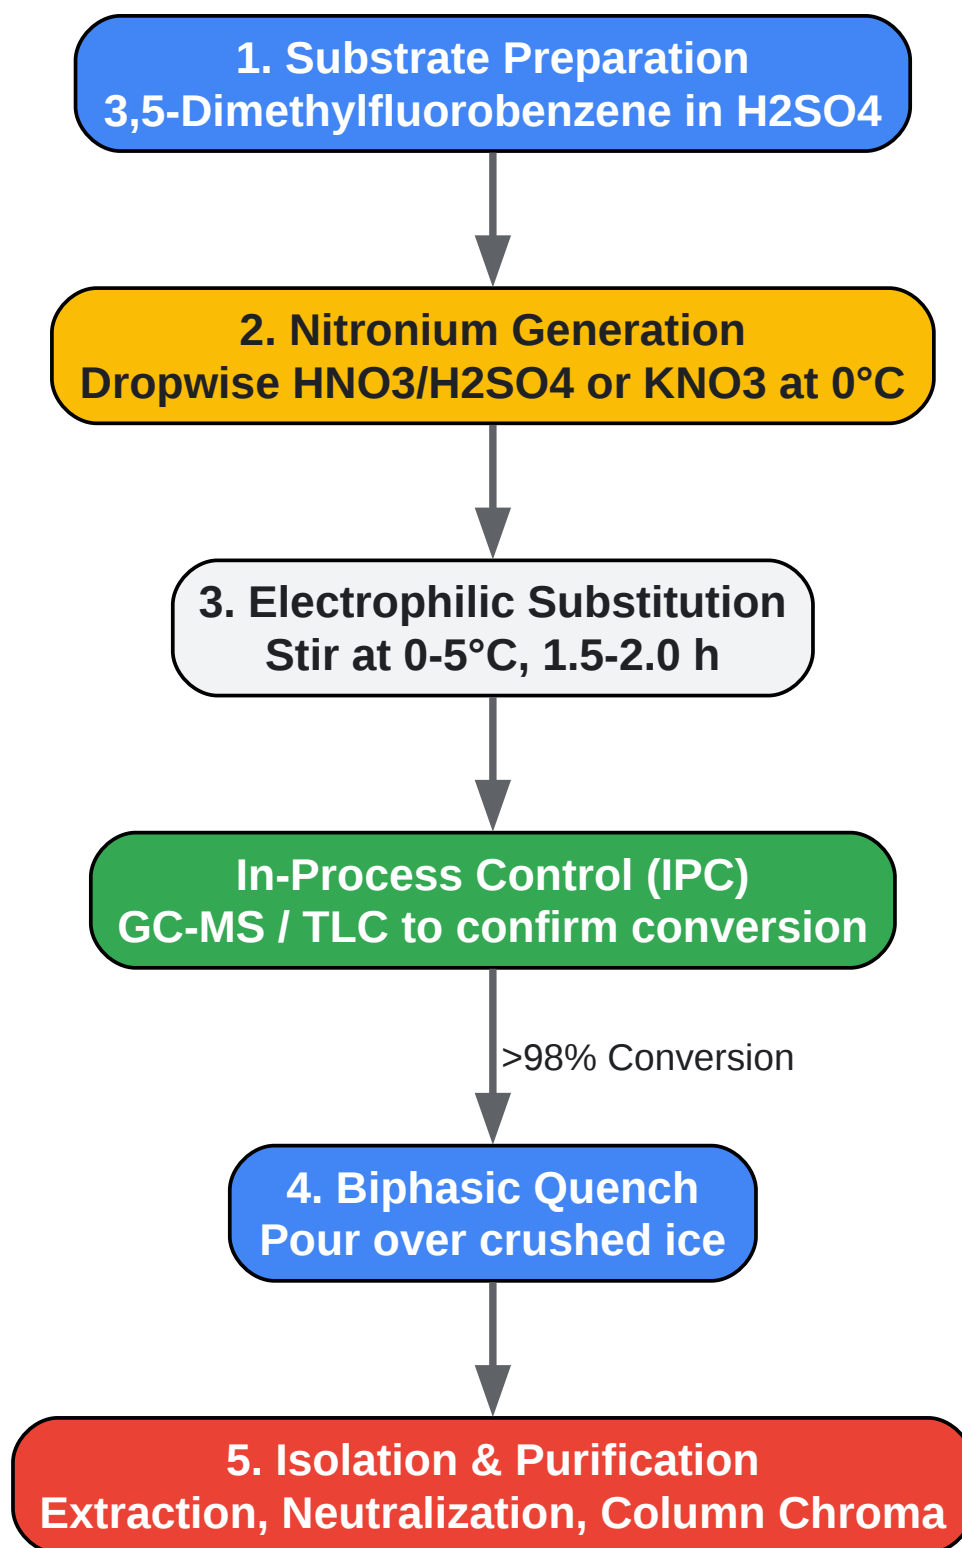 1. Substrate Preparation
3,5-Dimethylfluorobenzene in H2SO4
2. Nitronium Generation
Dropwise HNO3/H2SO4 or KNO3 at 0°C
3. Electrophilic Substitution
Stir at 0-5°C, 1.5-2.0 h
In-Process Control (IPC)
GC-MS / TLC to confirm conversion
>98% Conversion
4. Biphasic Quench
Pour over crushed ice
5. Isolation & Purification
Extraction, Neutralization, Column Chroma